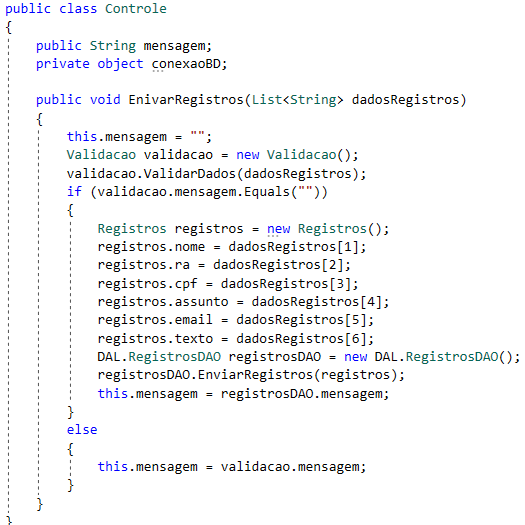 public class Controle
{
public String mensagem;
private object conexaoBD;
public void EnivarRegistros(List<String> dadosRegistros)
{
this.mensagem = "";
Validacao validacao = new Validacao();
validacao.ValidarDados(dadosRegistros);
if (validacao.mensagem.Equals(""))
{
Registros registros = new Registros();
registros.nome = dadosRegistros[1];
registros.ra = dadosRegistros[2];
registros.cpf = dadosRegistros[3];
registros.assunto = dadosRegistros[4];
registros.email = dadosRegistros[5];
registros.texto = dadosRegistros[6];
DAL.RegistrosDAO registrosDAO = new DAL.RegistrosDAO();
registrosDAO.EnviarRegistros(registros);
this.mensagem = registrosDAO.mensagem;
}
else
{
this.mensagem = validacao.mensagem;
}
}
}